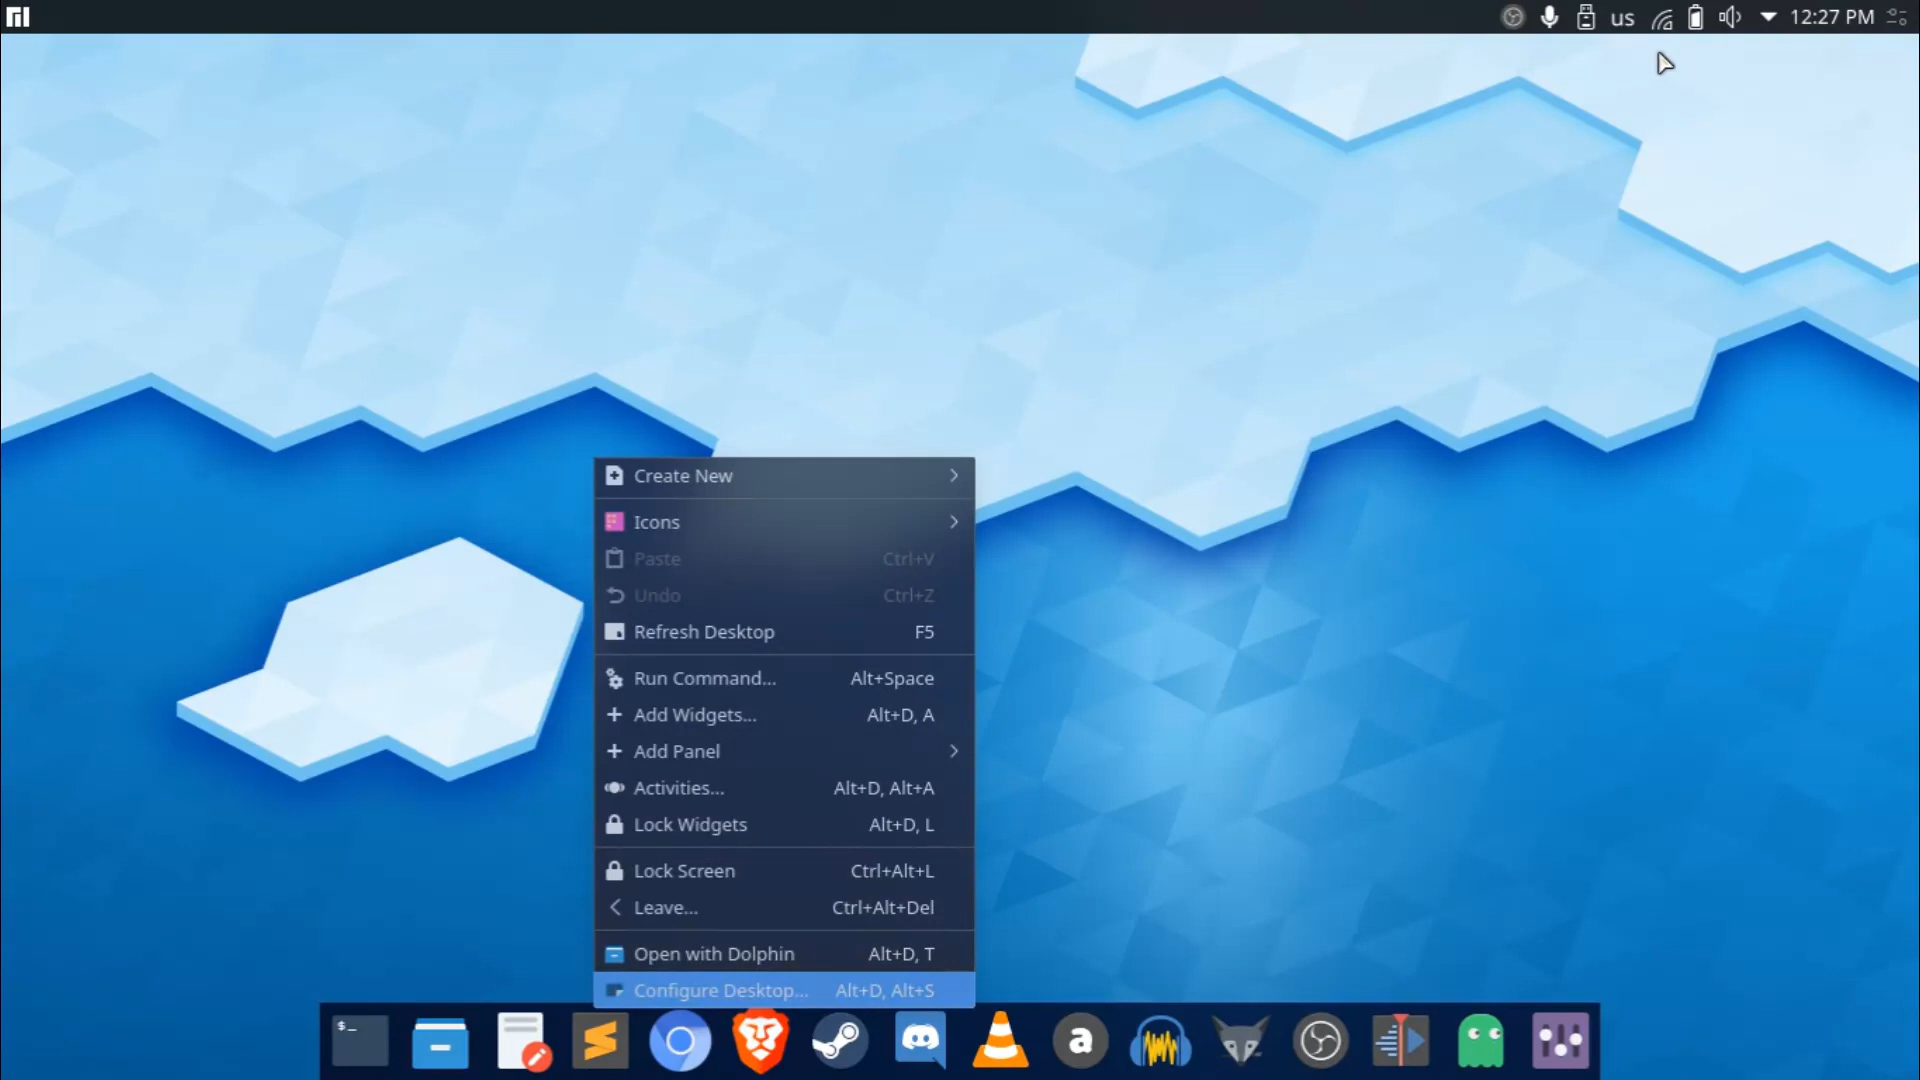 us 12:27 PM
Create New
Icons
Paste Ctrl+V
Undo Ctrl+Z
Refresh Desktop F5
Run Command... Alt+Space
Add Widgets... Alt+D, A
Add Panel
Activities... Alt+D, Alt+A
Lock Widgets Alt+D, L
Lock Screen Ctrl+Alt+L
Leave... Ctrl+Alt+Del
Open with Dolphin Alt+D, T
Configure Desktop... Alt+D, Alt+S
$_ a